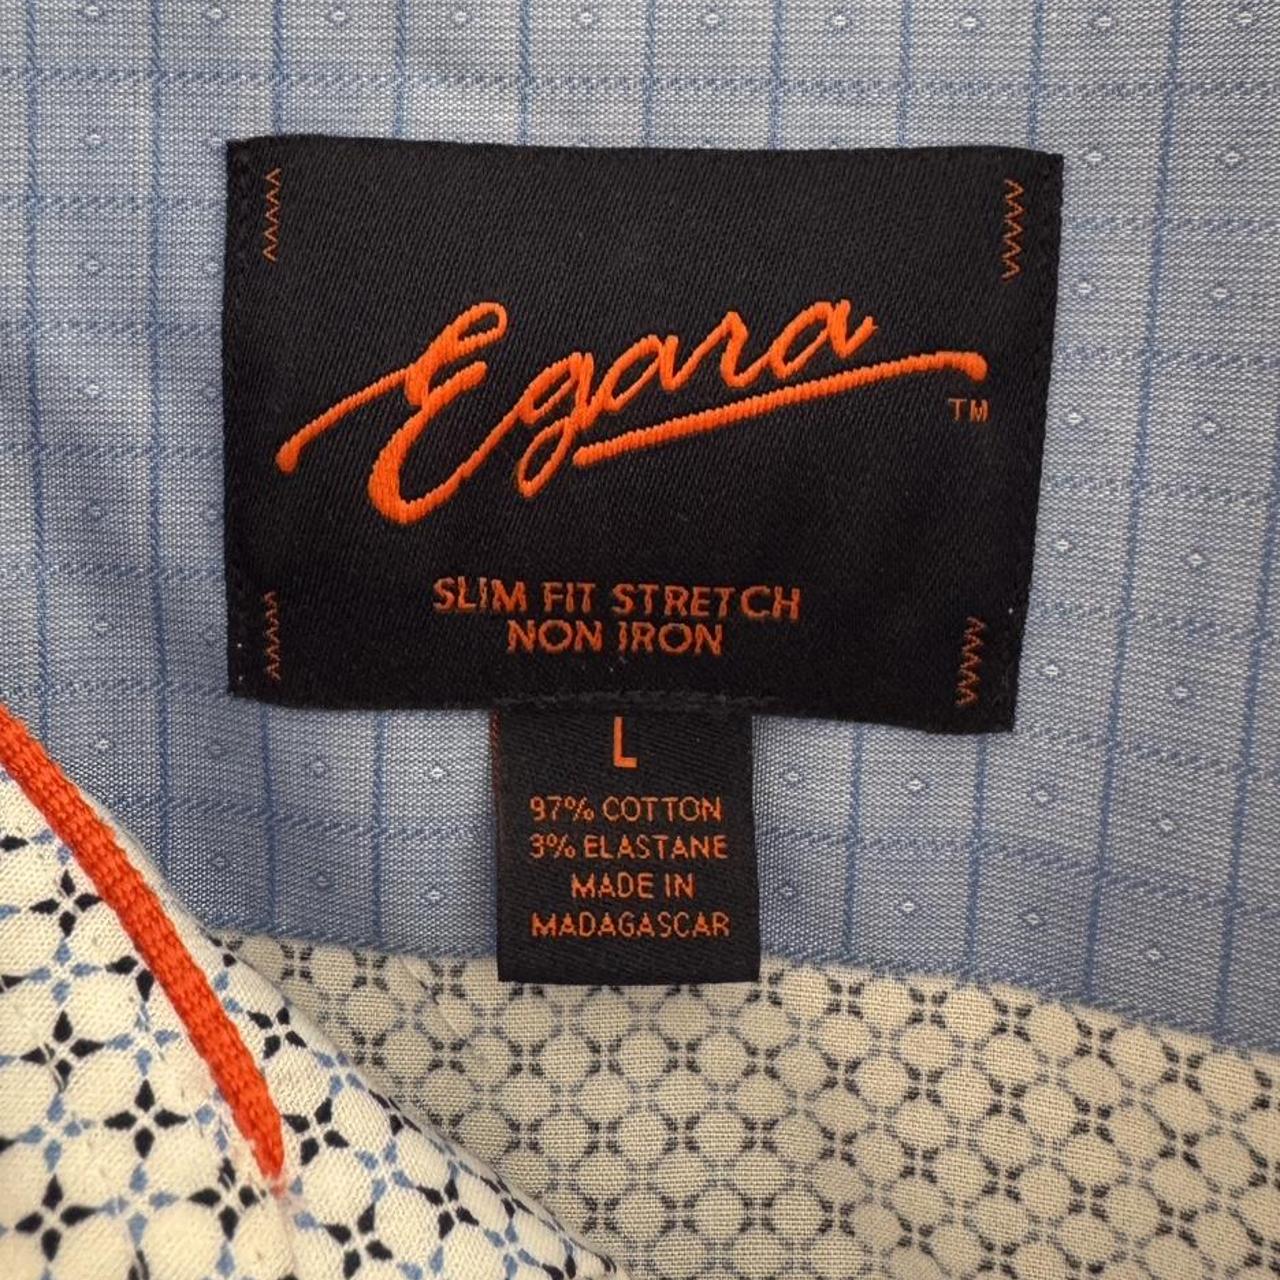 Egara
TM
SLIM FIT STRETCH
NON IRON
L
97% COTTON
3% ELASTANE
MADE IN
MADAGASCAR